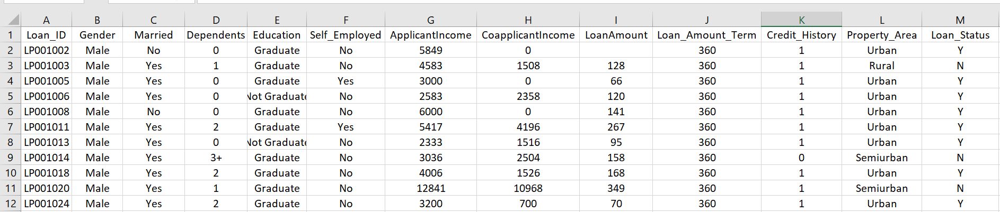 A B C D E F G H I J K L M
1 Loan_ID Gender Married Dependents Education Self_Employed ApplicantIncome CoapplicantIncome LoanAmount Loan_Amount_Term Credit_History Property_Area Loan_Status
2 LP001002 Male No 0 Graduate No 5849 0 360 1 Urban Y
3 LP001003 Male Yes 1 Graduate No 4583 1508 128 360 1 Rural N
4 LP001005 Male Yes 0 Graduate Yes 3000 0 66 360 1 Urban Y
5 LP001006 Male Yes 0 Not Graduate No 2583 2358 120 360 1 Urban Y
6 LP001008 Male No 0 Graduate No 6000 0 141 360 1 Urban Y
7 LP001011 Male Yes 2 Graduate Yes 5417 4196 267 360 1 Urban Y
8 LP001013 Male Yes 0 Not Graduate No 2333 1516 95 360 1 Urban Y
9 LP001014 Male Yes 3+ Graduate No 3036 2504 158 360 0 Semiurban N
10 LP001018 Male Yes 2 Graduate No 4006 1526 168 360 1 Urban Y
11 LP001020 Male Yes 1 Graduate No 12841 10968 349 360 1 Semiurban N
12 LP001024 Male Yes 2 Graduate No 3200 700 70 360 1 Urban Y